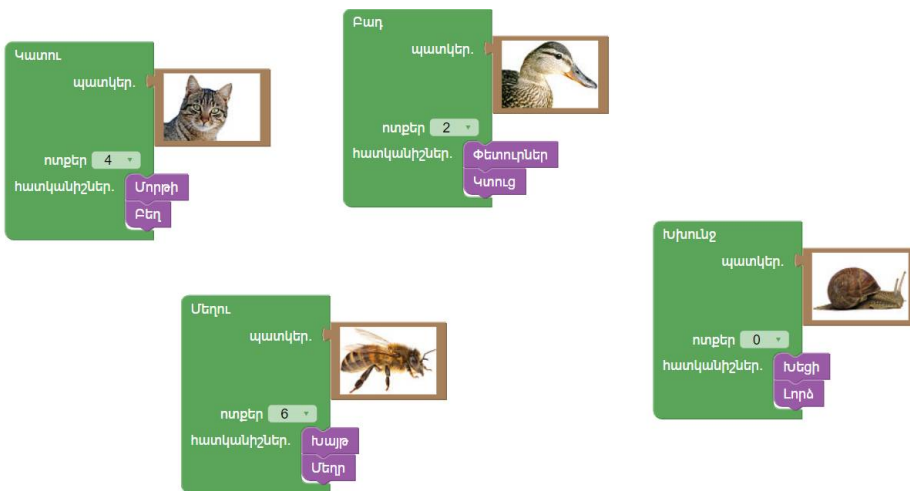 Կատու
պատկեր.
ոտքեր 4
հատկանիշներ. Մորթի
Բեղ
Բադ
պատկեր.
ոտքեր 2
հատկանիշներ. Փետուրներ
Կտուց
Մեղու
պատկեր.
ոտքեր 6
հատկանիշներ. Խայթ
Մեղր
Խխունջ
պատկեր.
ոտքեր 0
հատկանիշներ. Խեցի
Լորձ